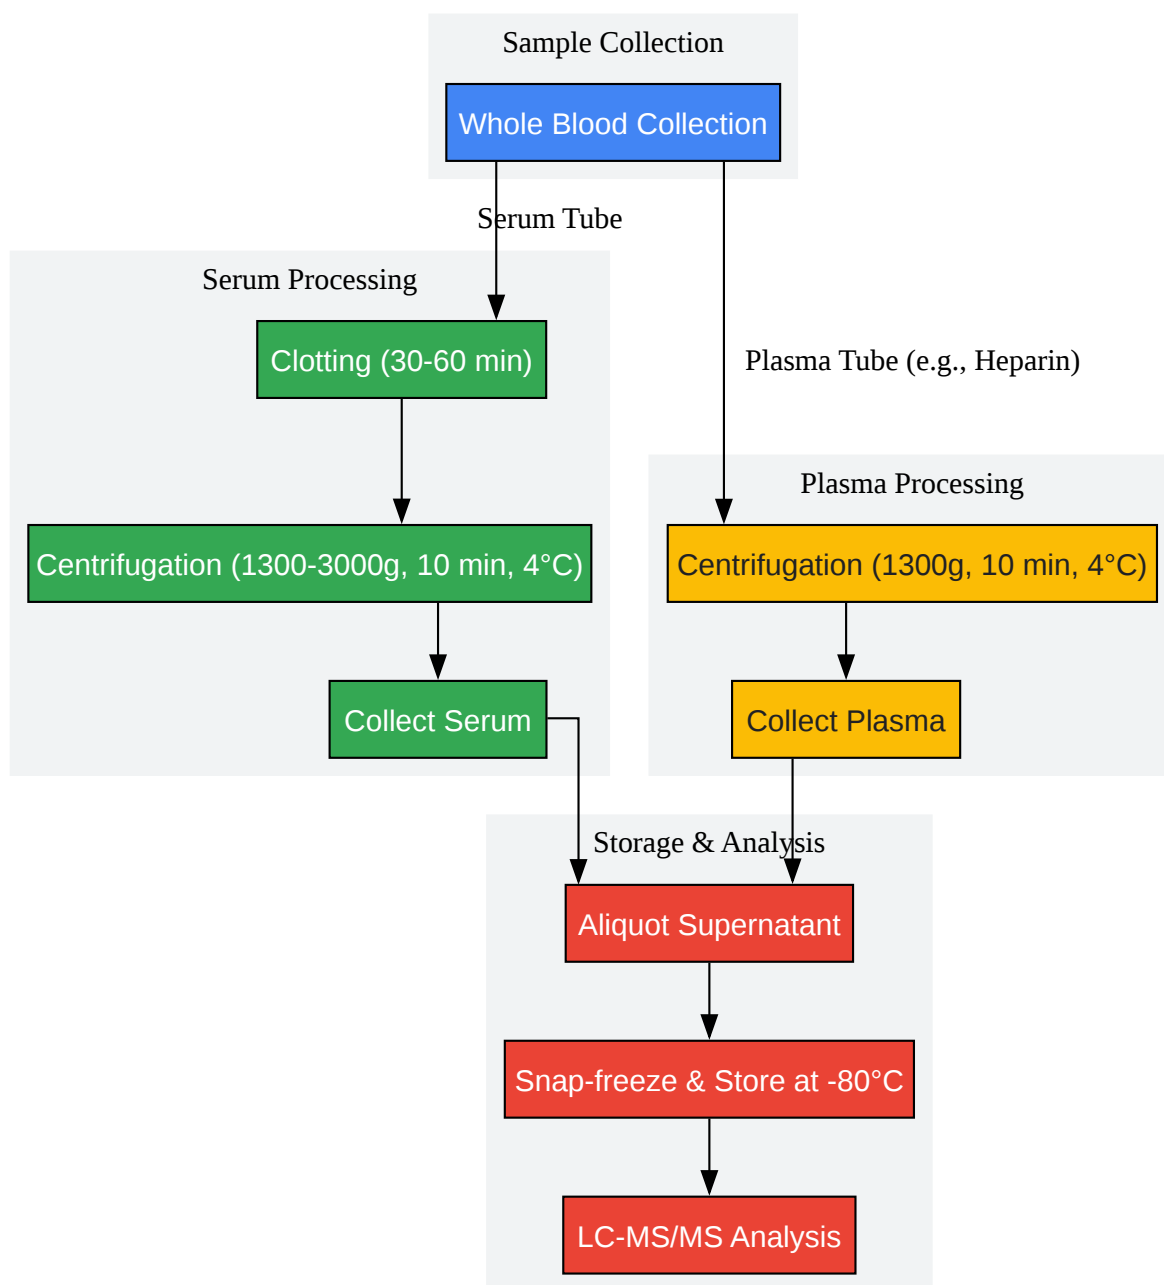 Sample Collection
Whole Blood Collection
Serum Tube
Serum Processing
Clotting (30-60 min)
Plasma Tube (e.g., Heparin)
Plasma Processing
Centrifugation (1300-3000g, 10 min, 4°C)
Centrifugation (1300g, 10 min, 4°C)
Collect Serum
Collect Plasma
Storage & Analysis
Aliquot Supernatant
Snap-freeze & Store at -80°C
LC-MS/MS Analysis